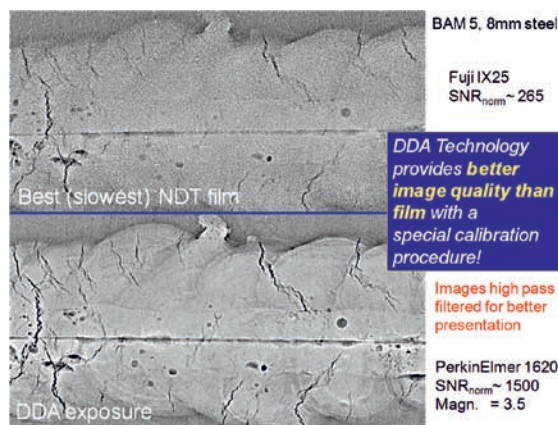 BAM 5, 8mm steel
Fuji IX25
SNRnorm~ 265
Best (slowest) NDT film
DDA Technology
provides better
image quality than
film with a
special calibration
procedure!
Images high pass
filtered for better
presentation
PerkinElmer 1620
SNRnorm~ 1500
Magn. = 3.5
DDA exposure